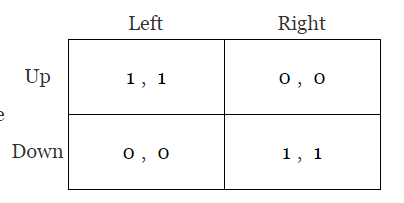 Left Right
Up 1 , 1 0 , 0
e
Down 0 , 0 1 , 1